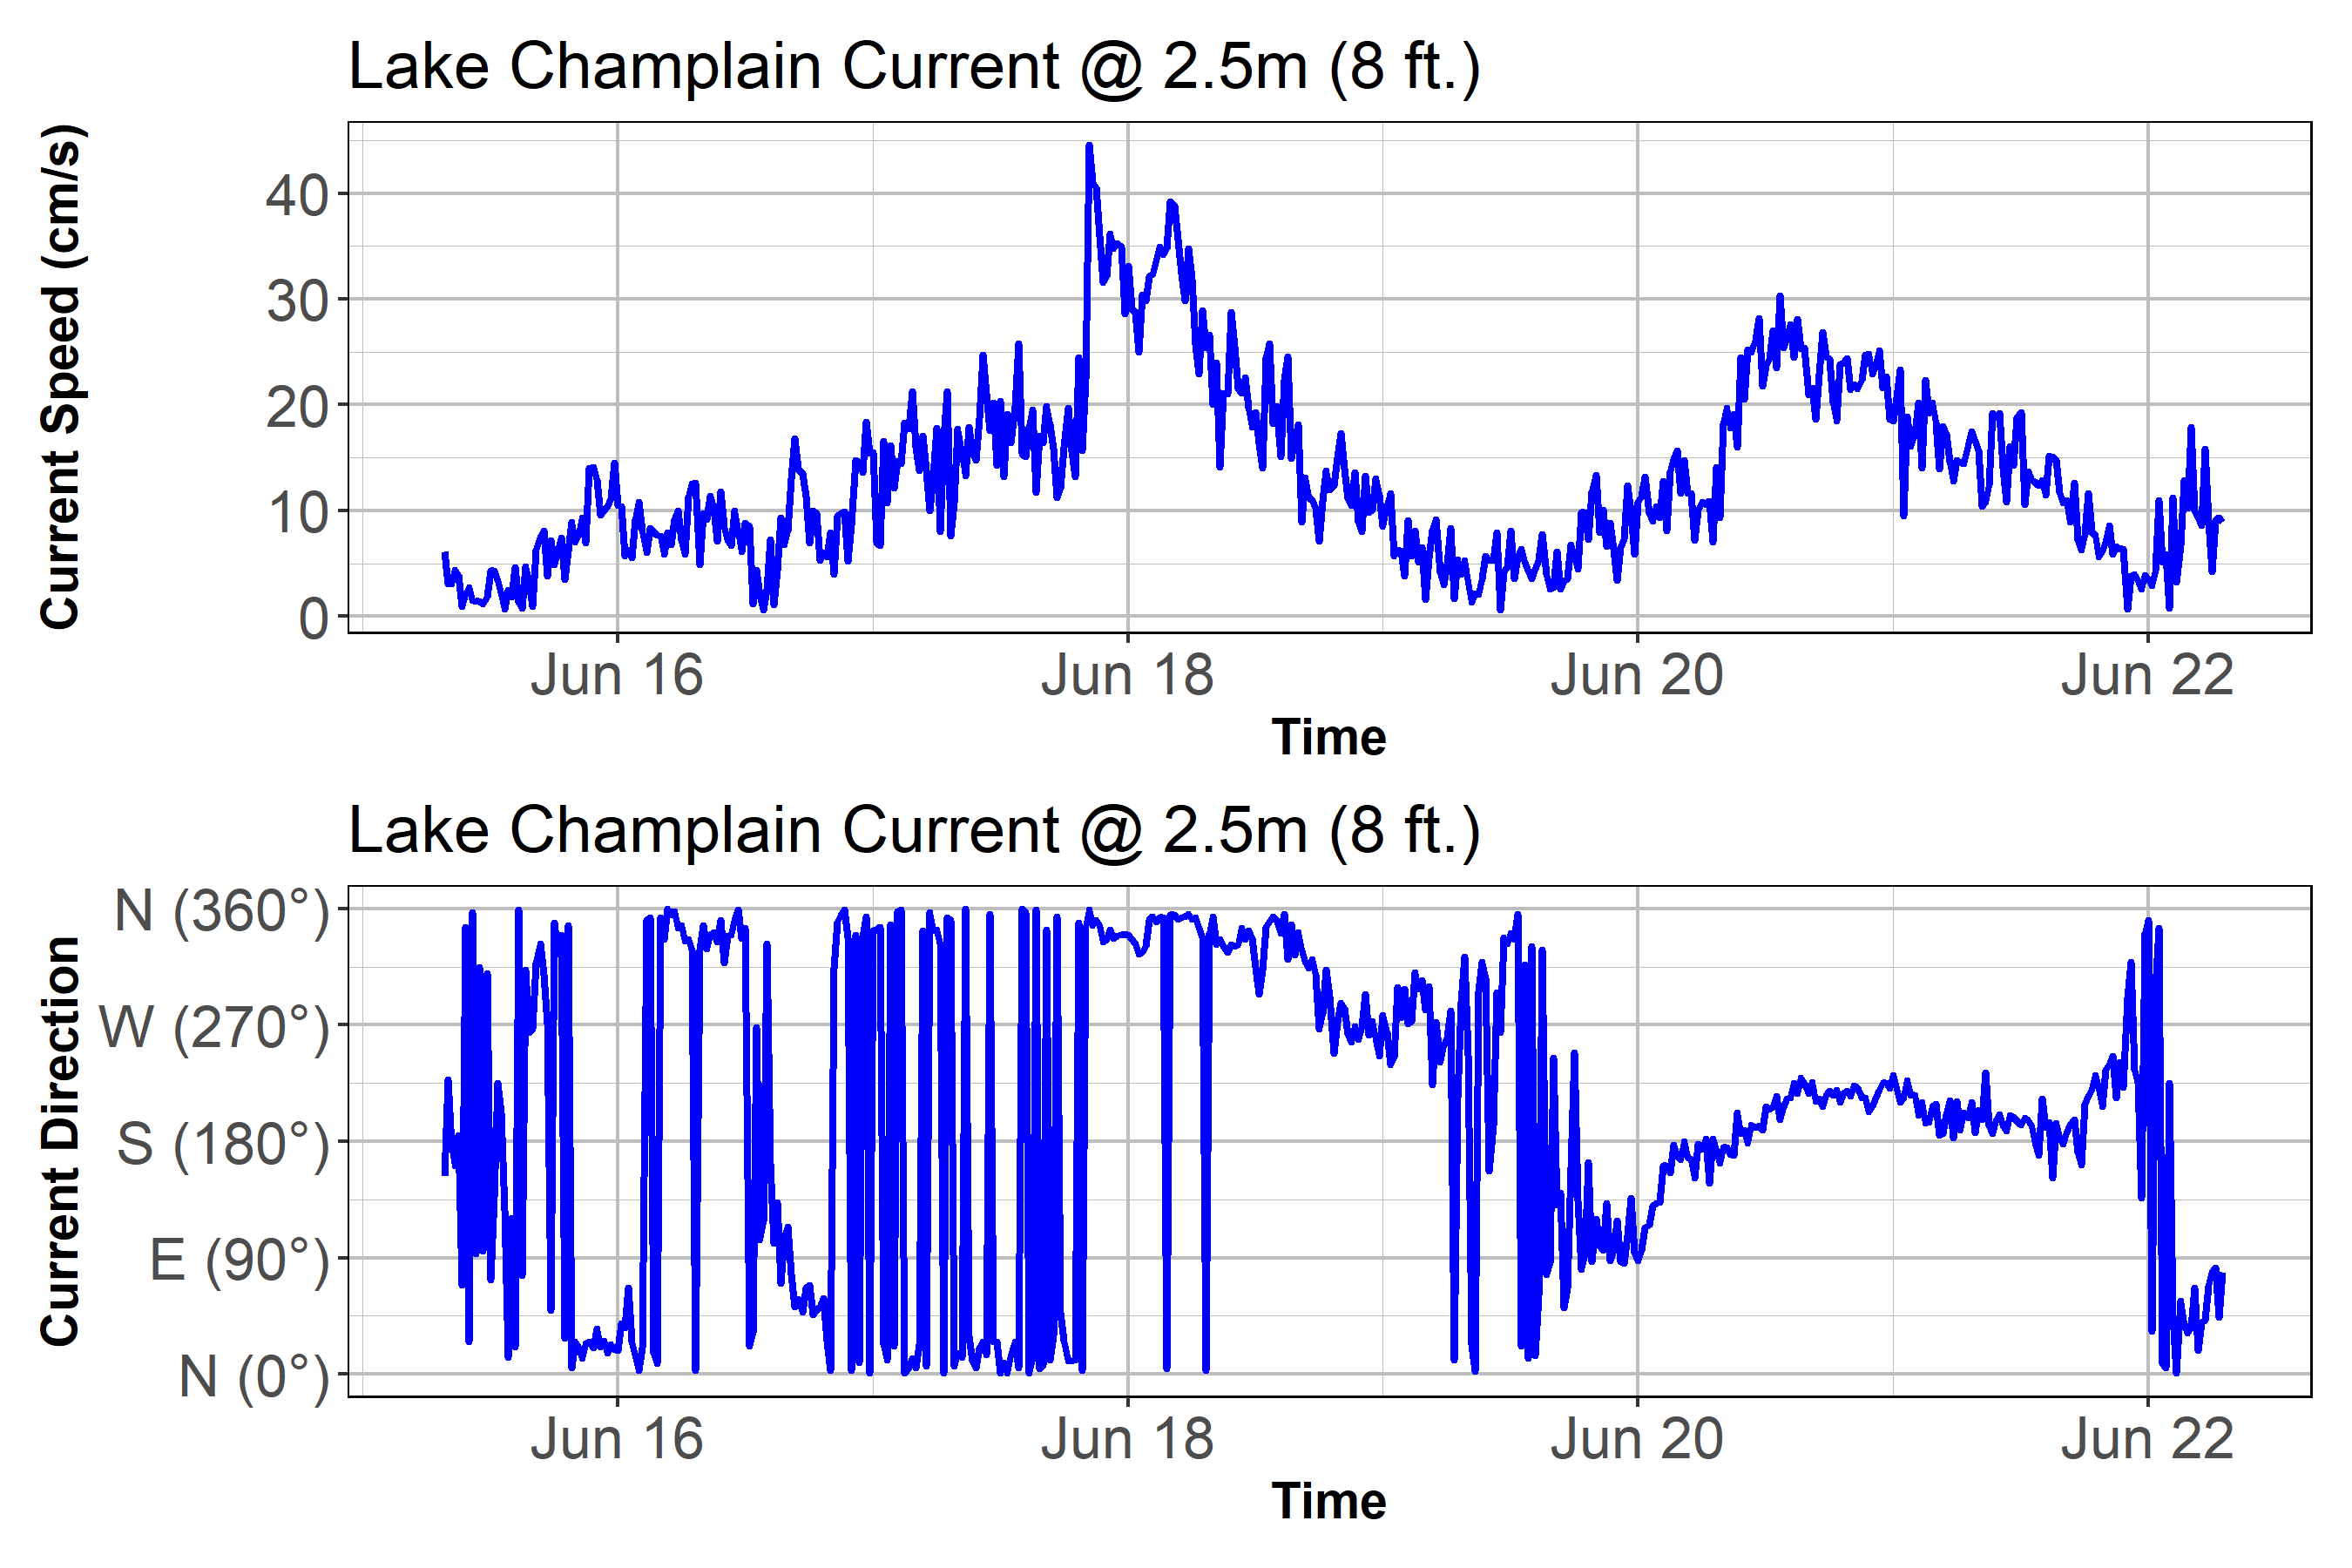 Lake Champlain Current @ 2.5m (8 ft.)
Current Speed (cm/s)
40
30
20
10
0
Jun 16 Jun 18 Jun 20 Jun 22
Time
Lake Champlain Current @ 2.5m (8 ft.)
Current Direction
N (360°)
W (270°)
S (180°)
E (90°)
N (0°)
Jun 16 Jun 18 Jun 20 Jun 22
Time